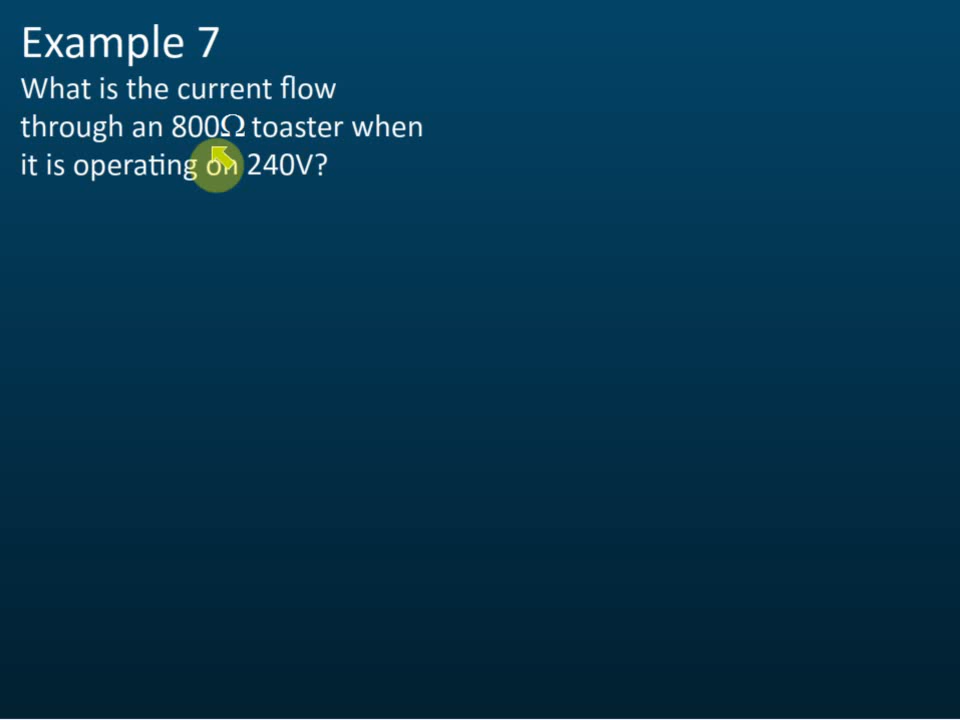 Example 7
What is the current flow
through an 800Ω toaster when
it is operating on 240V?